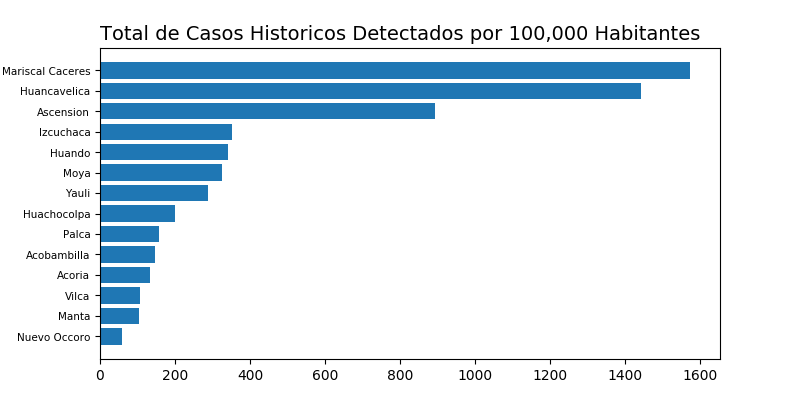 Total de Casos Historicos Detectados por 100,000 Habitantes
Mariscal Caceres
Huancavelica
Ascension
Izcuchaca
Huando
Moya
Yauli
Huachocolpa
Palca
Acobambilla
Acoria
Vilca
Manta
Nuevo Occoro
0 200 400 600 800 1000 1200 1400 1600